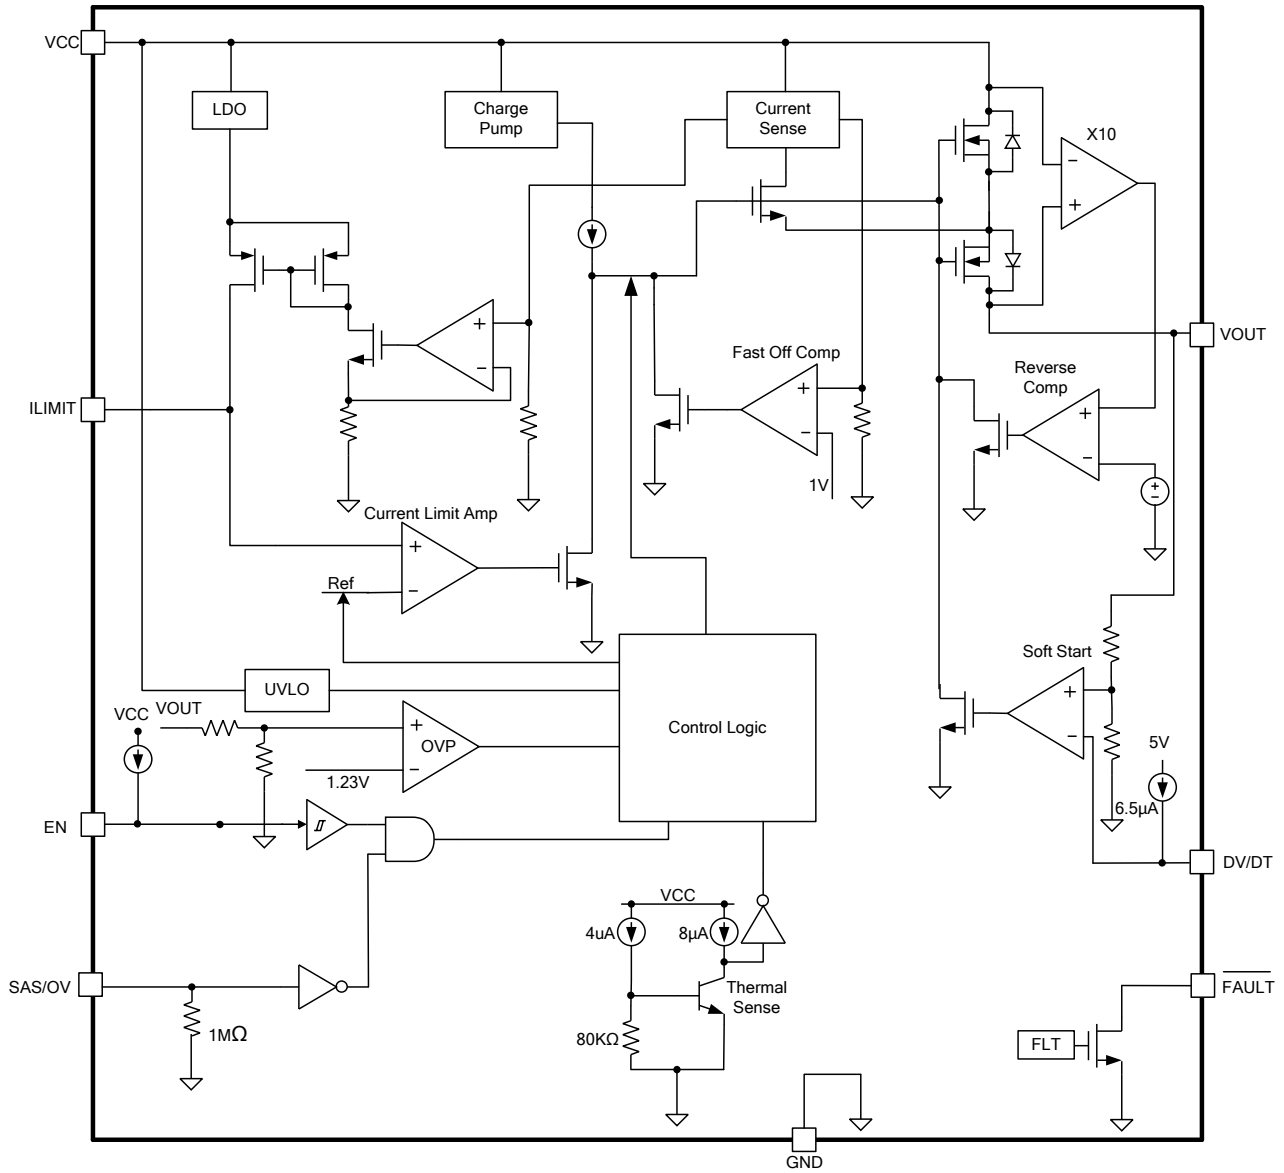 VCC
LDO
Charge
Pump
Current
Sense
X10
+
−
−
+
VOUT
Fast Off Comp
Reverse
Comp
ILIMIT
+
−
+
−
+
−
1V
Current Limit Amp
+
−
Ref
Soft Start
+
−
UVLO
Control Logic
VCC
VOUT
+
OVP
−
1.23V
5V
6.5µA
EN
DV/DT
VCC
4uA
8µA
SAS/OV
Thermal
Sense
FAULT
1MΩ
80KΩ
FLT
GND